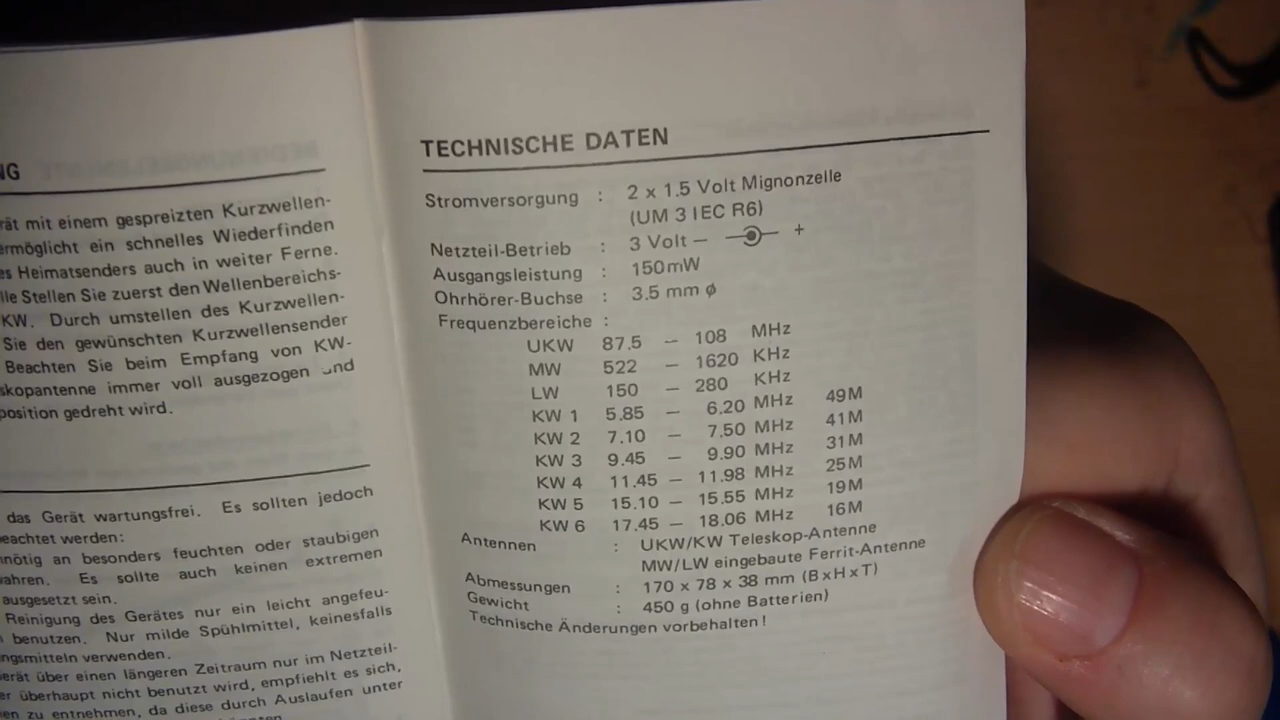 NG
rät mit einem gespreizten Kurzwellen-
ermöglicht ein schnelles Wiederfinden
es Heimatsenders auch in weiter Ferne.
lle Stellen Sie zuerst den Wellenbereichs-
KW. Durch umstellen des Kurzwellen-
Sie den gewünschten Kurzwellensender
Beachten Sie beim Empfang von KW-
skopantenne immer voll ausgezogen und
position gedreht wird.
das Gerät wartungsfrei. Es sollten jedoch
eachtet werden:
nnötig an besonders feuchten oder staubigen
wahren. Es sollte auch keinen extremen
ausgesetzt sein.
Reinigung des Gerätes nur ein leicht angefeu-
benutzen. Nur milde Spühlmittel, keinesfalls
ngsmitteln verwenden.
erät über einen längeren Zeitraum nur im Netzteil-
er überhaupt nicht benutzt wird, empfiehlt es sich,
en zu entnehmen, da diese durch Auslaufen unter
TECHNISCHE DATEN
Stromversorgung : 2 x 1.5 Volt Mignonzelle
(UM 3 IEC R6)
Netzteil-Betrieb : 3 Volt — +
Ausgangsleistung : 150mW
Ohrhörer-Buchse : 3.5 mm ø
Frequenzbereiche :
UKW 87.5 — 108 MHz
MW 522 — 1620 KHz
LW 150 — 280 KHz
KW 1 5.85 — 6.20 MHz 49M
KW 2 7.10 — 7.50 MHz 41M
KW 3 9.45 — 9.90 MHz 31M
KW 4 11.45 — 11.98 MHz 25M
KW 5 15.10 — 15.55 MHz 19M
KW 6 17.45 — 18.06 MHz 16M
Antennen : UKW/KW Teleskop-Antenne
MW/LW eingebaute Ferrit-Antenne
Abmessungen : 170 x 78 x 38 mm (BxHxT)
Gewicht : 450 g (ohne Batterien)
Technische Änderungen vorbehalten!